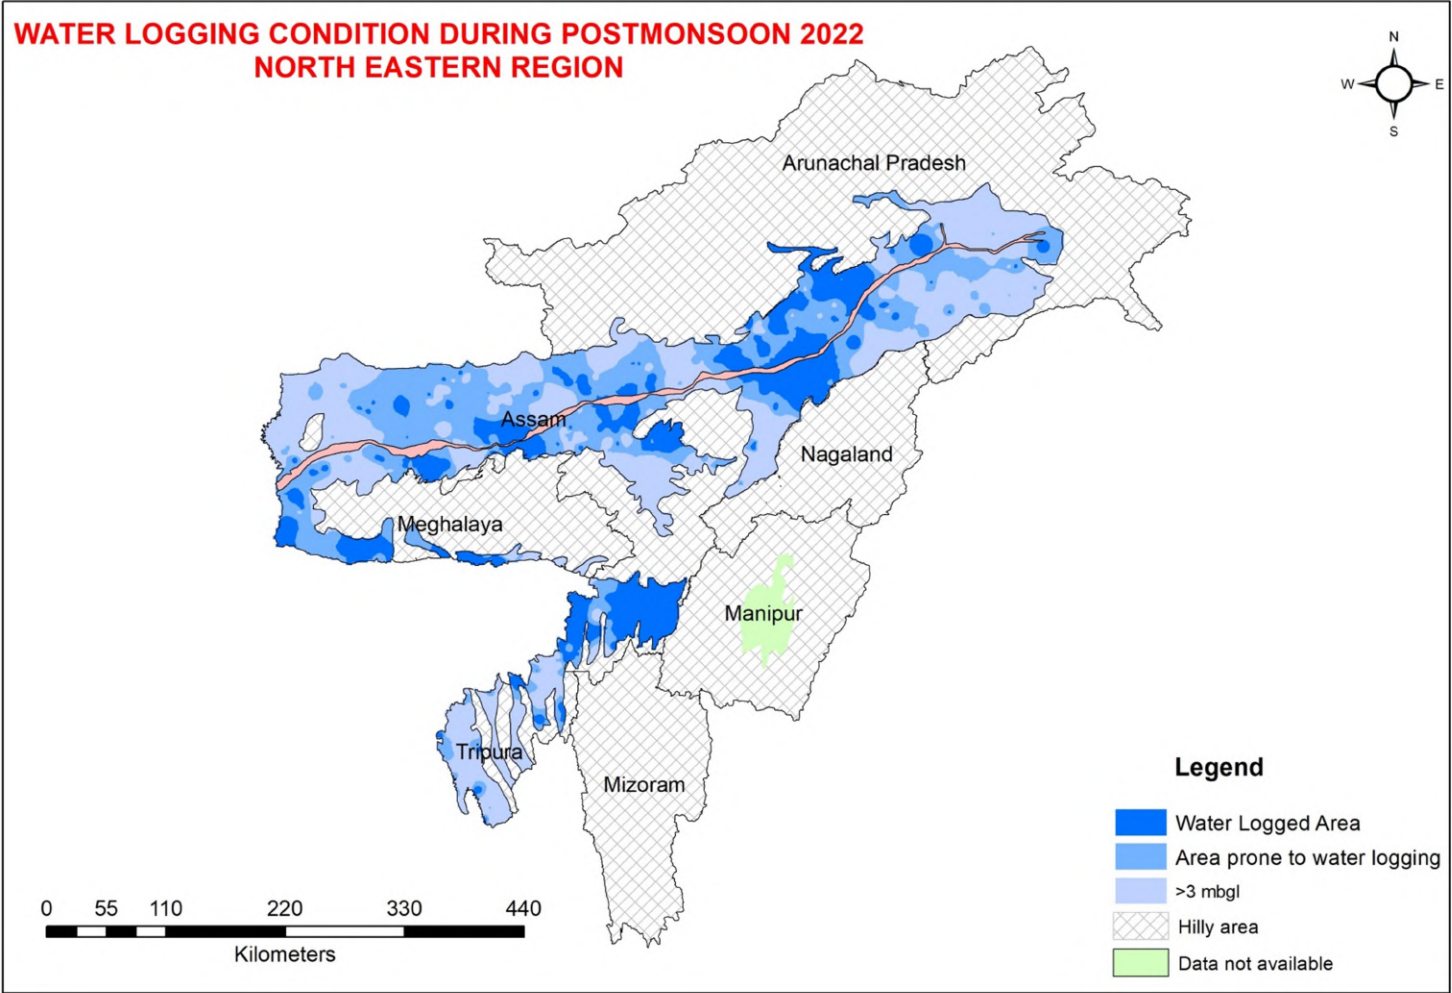 WATER LOGGING CONDITION DURING POSTMONSOON 2022
NORTH EASTERN REGION
N
W E
S
Arunachal Pradesh
Assam
Nagaland
Meghalaya
Manipur
Tripura
Mizoram
Legend
Water Logged Area
Area prone to water logging
>3 mbgl
Hilly area
Data not available
0 55 110 220 330 440
Kilometers